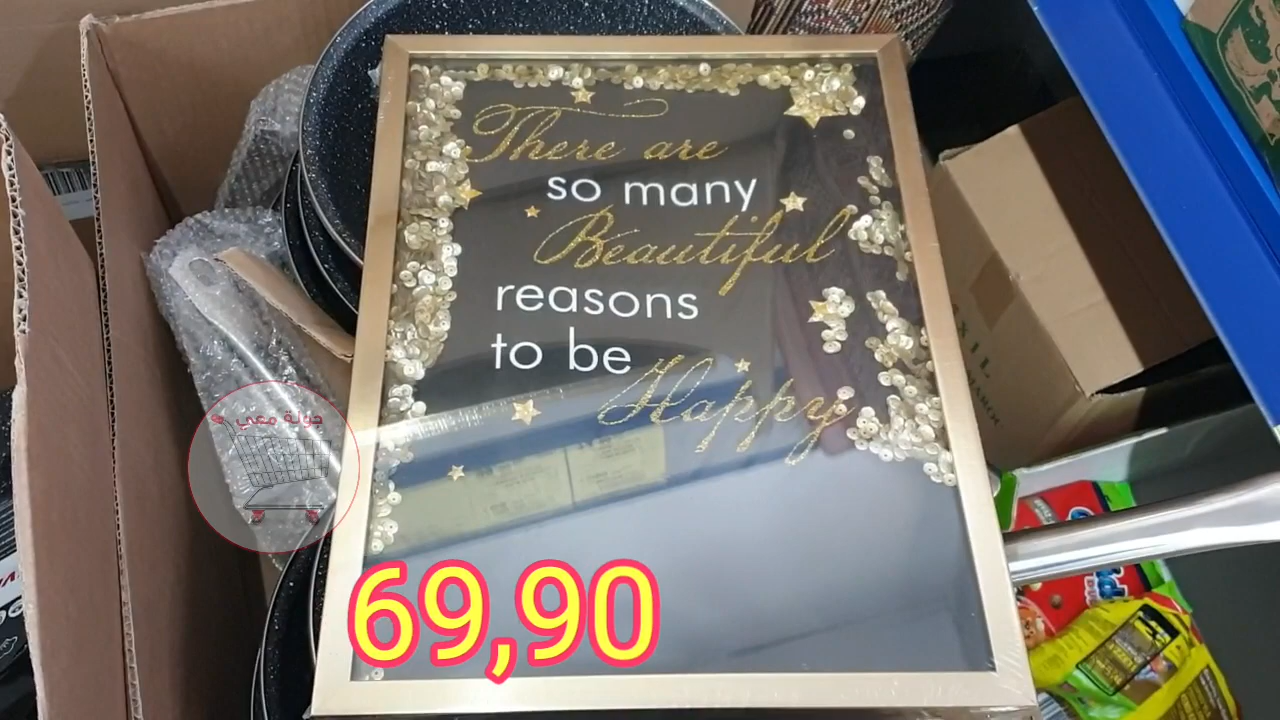 There are
so many
Beautiful
reasons
to be
Happy
جولة معي
69,90